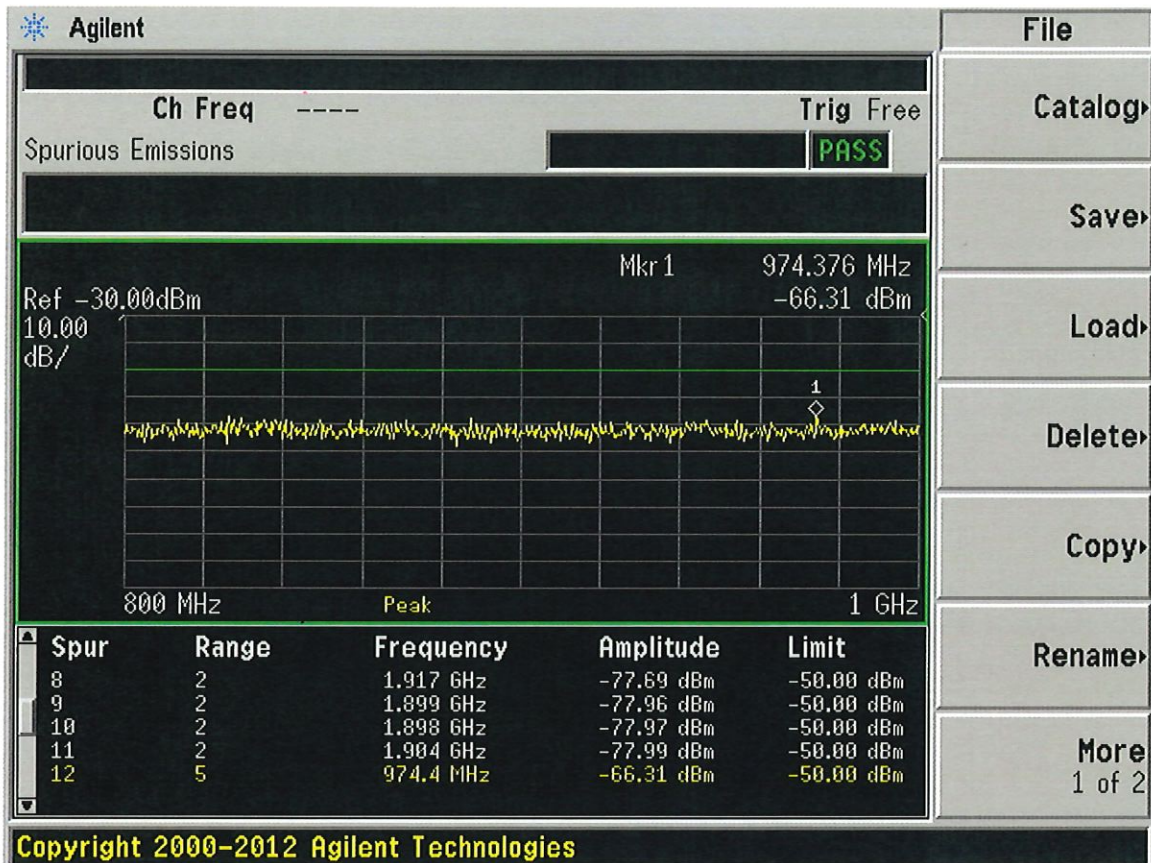 Agilent
File
Ch Freq ----
Trig Free
Spurious Emissions
PASS
Catalog
Save
Mkr1 974.376 MHz
-66.31 dBm
Ref -30.00dBm
10.00
dB/
Load
1
Delete
Copy
800 MHz Peak 1 GHz
Spur Range Frequency Amplitude Limit
8 2 1.917 GHz -77.69 dBm -50.00 dBm
9 2 1.899 GHz -77.96 dBm -50.00 dBm
10 2 1.898 GHz -77.97 dBm -50.00 dBm
11 2 1.904 GHz -77.99 dBm -50.00 dBm
12 5 974.4 MHz -66.31 dBm -50.00 dBm
Rename
More
1 of 2
Copyright 2000-2012 Agilent Technologies